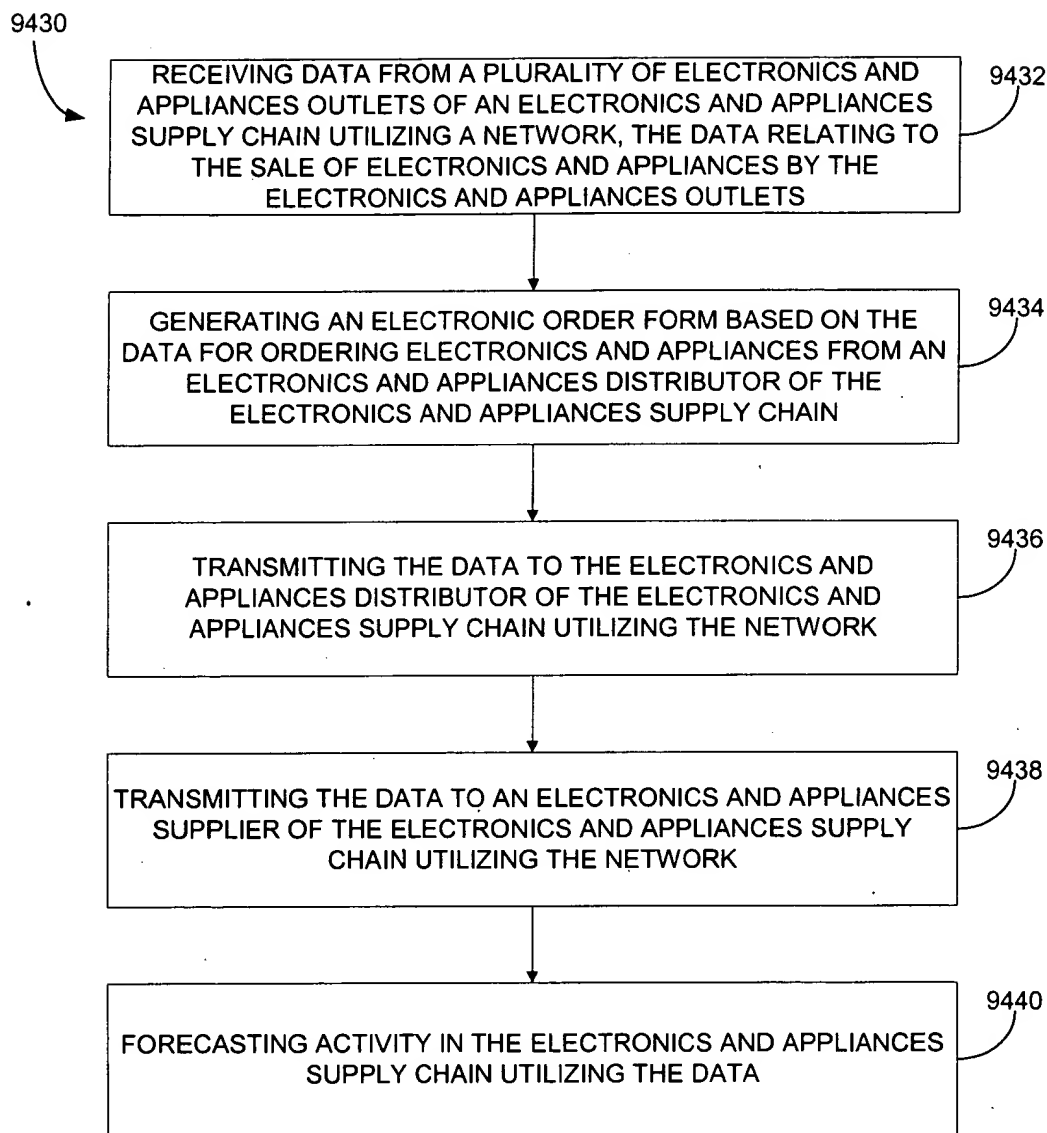 9430
RECEIVING DATA FROM A PLURALITY OF ELECTRONICS AND
APPLIANCES OUTLETS OF AN ELECTRONICS AND APPLIANCES
SUPPLY CHAIN UTILIZING A NETWORK, THE DATA RELATING TO
THE SALE OF ELECTRONICS AND APPLIANCES BY THE
ELECTRONICS AND APPLIANCES OUTLETS
9432
GENERATING AN ELECTRONIC ORDER FORM BASED ON THE
DATA FOR ORDERING ELECTRONICS AND APPLIANCES FROM AN
ELECTRONICS AND APPLIANCES DISTRIBUTOR OF THE
ELECTRONICS AND APPLIANCES SUPPLY CHAIN
9434
TRANSMITTING THE DATA TO THE ELECTRONICS AND
APPLIANCES DISTRIBUTOR OF THE ELECTRONICS AND
APPLIANCES SUPPLY CHAIN UTILIZING THE NETWORK
9436
TRANSMITTING THE DATA TO AN ELECTRONICS AND APPLIANCES
SUPPLIER OF THE ELECTRONICS AND APPLIANCES SUPPLY
CHAIN UTILIZING THE NETWORK
9438
FORECASTING ACTIVITY IN THE ELECTRONICS AND APPLIANCES
SUPPLY CHAIN UTILIZING THE DATA
9440